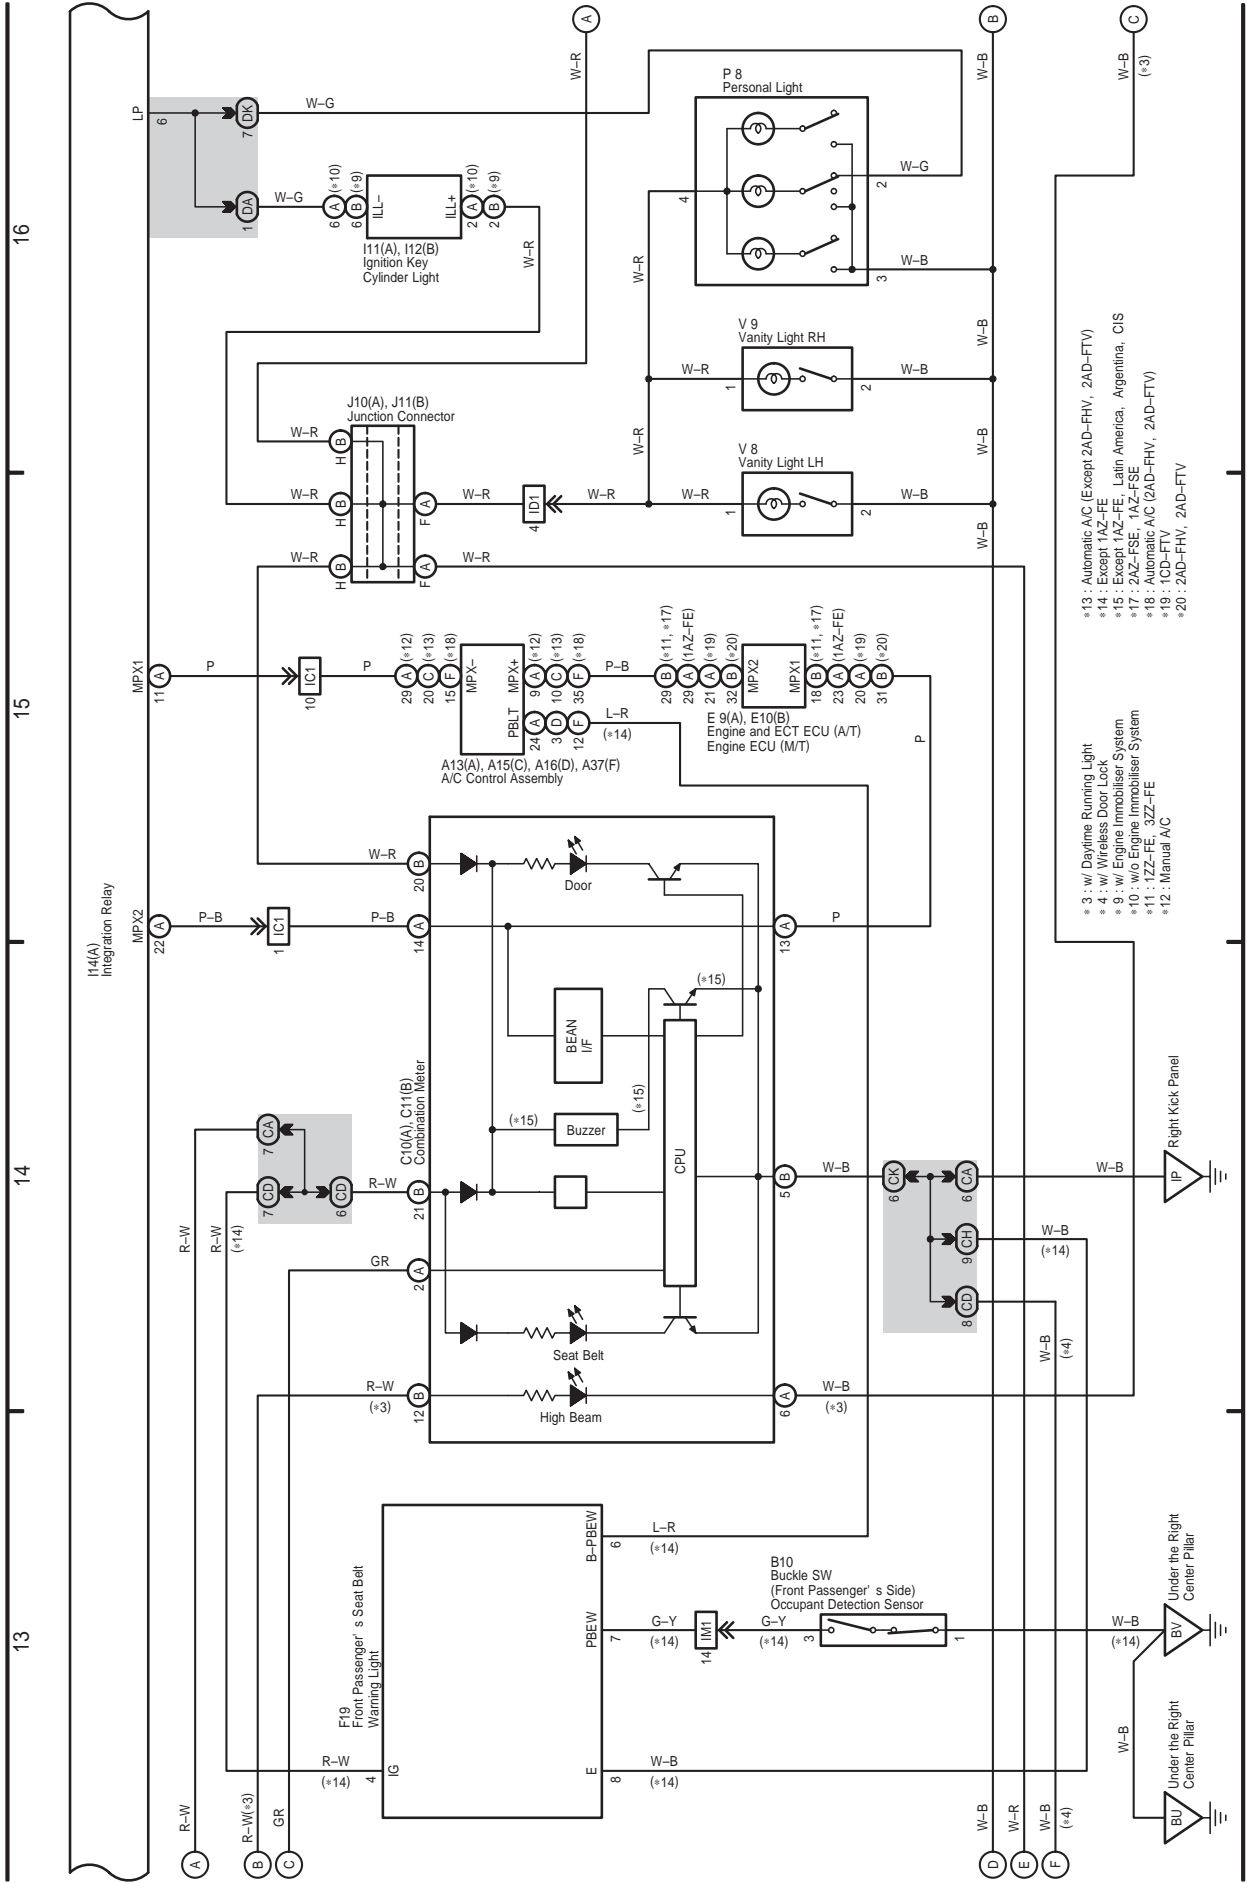 16
15
14
13
I14(A)
Integration Relay
LP
6
MPX1
11 A
MPX2
22 A
7 DK
1 DA
W–G
W–G
6 A (*10)
6 B (*9)
ILL–
ILL+
2 A (*10)
2 B (*9)
I11(A), I12(B)
Ignition Key
Cylinder Light
W–R
W–R
A
W–B
B
W–B
(*3)
C
P 8
Personal Light
4
2
W–G
3
W–B
W–R
W–B
V 9
Vanity Light RH
W–R
1
2
W–B
W–R
W–B
V 8
Vanity Light LH
W–R
1
2
W–B
W–B
J10(A), J11(B)
Junction Connector
W–R
H B
W–R
H B
F A
W–R
4 ID1
W–R
W–R
H B
F A
W–R
P
10 IC1
P
29 A (*12)
20 C (*13)
15 F (*18)
MPX–
MPX+
9 A (*12)
10 C (*13)
35 F (*18)
P–B
PBLT
24 A
3 D
12 F
L–R
(*14)
A13(A), A15(C), A16(D), A37(F)
A/C Control Assembly
29 B (*11, *17)
29 A (1AZ–FE)
21 A (*19)
32 B (*20)
MPX2
MPX1
18 B (*11, *17)
23 A (1AZ–FE)
20 A (*19)
31 B (*20)
E 9(A), E10(B)
Engine and ECT ECU (A/T)
Engine ECU (M/T)
P
P–B
1 IC1
P–B
14 A
W–R
20 B
Door
13 A
P
C10(A), C11(B)
Combination Meter
BEAN
I/F
(*15)
(*15)
(*15)
Buzzer
CPU
7 CA
7 CD
6 CD
R–W
21 B
R–W
R–W
(*14)
GR
2 A
Seat Belt
R–W
(*3)
12 B
High Beam
6 A
W–B
(*3)
5 B
W–B
6 CK
6 CA
W–B
9 CH
W–B
(*14)
8 CD
W–B
(*4)
IP
Right Kick Panel
F19
Front Passenger' s Seat Belt
Warning Light
B–PBEW
6
L–R
(*14)
PBEW
7
G–Y
(*14)
14 IM1
G–Y
(*14)
B10
Buckle SW
(Front Passenger' s Side)
Occupant Detection Sensor
3
1
W–B
(*14)
BV
Under the Right
Center Pillar
W–B
BU
Under the Right
Center Pillar
R–W
(*14)
4
IG
E
8
W–B
(*14)
R–W
A
R–W(*3)
B
GR
C
W–B
D
W–R
E
W–B
(*4)
F
* 3 : w/ Daytime Running Light
* 4 : w/ Wireless Door Lock
* 9 : w/ Engine Immobiliser System
*10 : w/o Engine Immobiliser System
*11 : 1ZZ–FE, 3ZZ–FE
*12 : Manual A/C
*13 : Automatic A/C (Except 2AD–FHV, 2AD–FTV)
*14 : Except 1AZ–FE
*15 : Except 1AZ–FE, Latin America, Argentina, CIS
*17 : 2AZ–FSE, 1AZ–FSE
*18 : Automatic A/C (2AD–FHV, 2AD–FTV)
*19 : 1CD–FTV
*20 : 2AD–FHV, 2AD–FTV